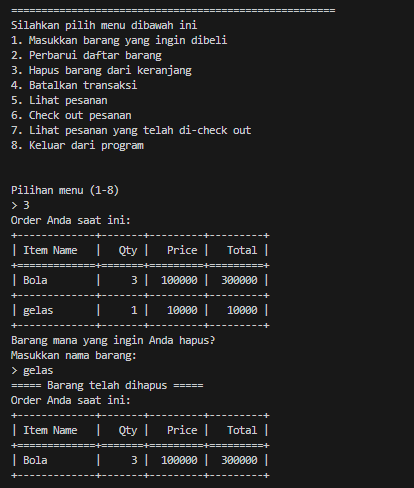 ======================================================
Silahkan pilih menu dibawah ini
1. Masukkan barang yang ingin dibeli
2. Perbarui daftar barang
3. Hapus barang dari keranjang
4. Batalkan transaksi
5. Lihat pesanan
6. Check out pesanan
7. Lihat pesanan yang telah di-check out
8. Keluar dari program
Pilihan menu (1-8)
> 3
Order Anda saat ini:
+-------------+-------+---------+---------+
| Item Name   |   Qty |   Price |   Total |
+=============+=======+=========+=========+
| Bola        |     3 |  100000 |  300000 |
+-------------+-------+---------+---------+
| gelas       |     1 |   10000 |   10000 |
+-------------+-------+---------+---------+
Barang mana yang ingin Anda hapus?
Masukkan nama barang:
> gelas
===== Barang telah dihapus =====
Order Anda saat ini:
+-------------+-------+---------+---------+
| Item Name   |   Qty |   Price |   Total |
+=============+=======+=========+=========+
| Bola        |     3 |  100000 |  300000 |
+-------------+-------+---------+---------+